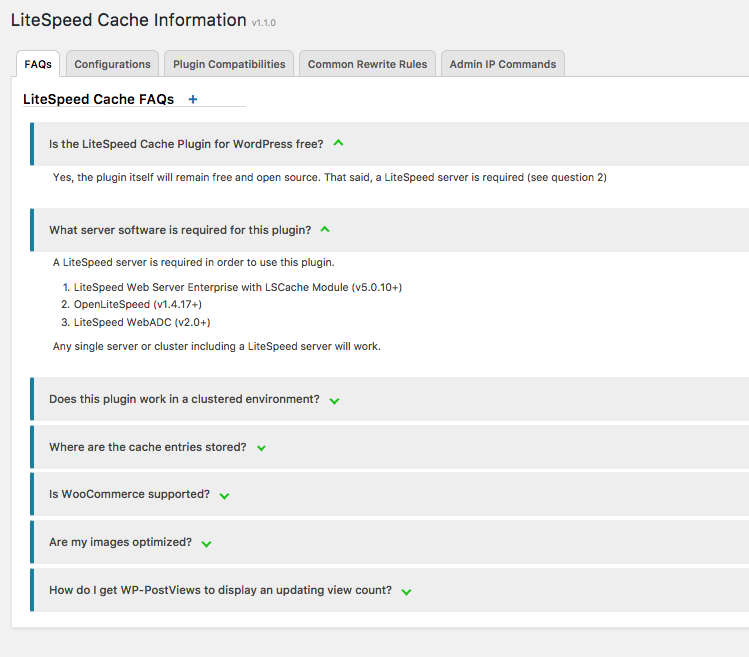 LiteSpeed Cache Information v1.1.0
FAQs Configurations Plugin Compatibilities Common Rewrite Rules Admin IP Commands
LiteSpeed Cache FAQs +
Is the LiteSpeed Cache Plugin for WordPress free?
Yes, the plugin itself will remain free and open source. That said, a LiteSpeed server is required (see question 2)
What server software is required for this plugin?
A LiteSpeed server is required in order to use this plugin.
1. LiteSpeed Web Server Enterprise with LSCache Module (v5.0.10+)
2. OpenLiteSpeed (v1.4.17+)
3. LiteSpeed WebADC (v2.0+)
Any single server or cluster including a LiteSpeed server will work.
Does this plugin work in a clustered environment?
Where are the cache entries stored?
Is WooCommerce supported?
Are my images optimized?
How do I get WP-PostViews to display an updating view count?